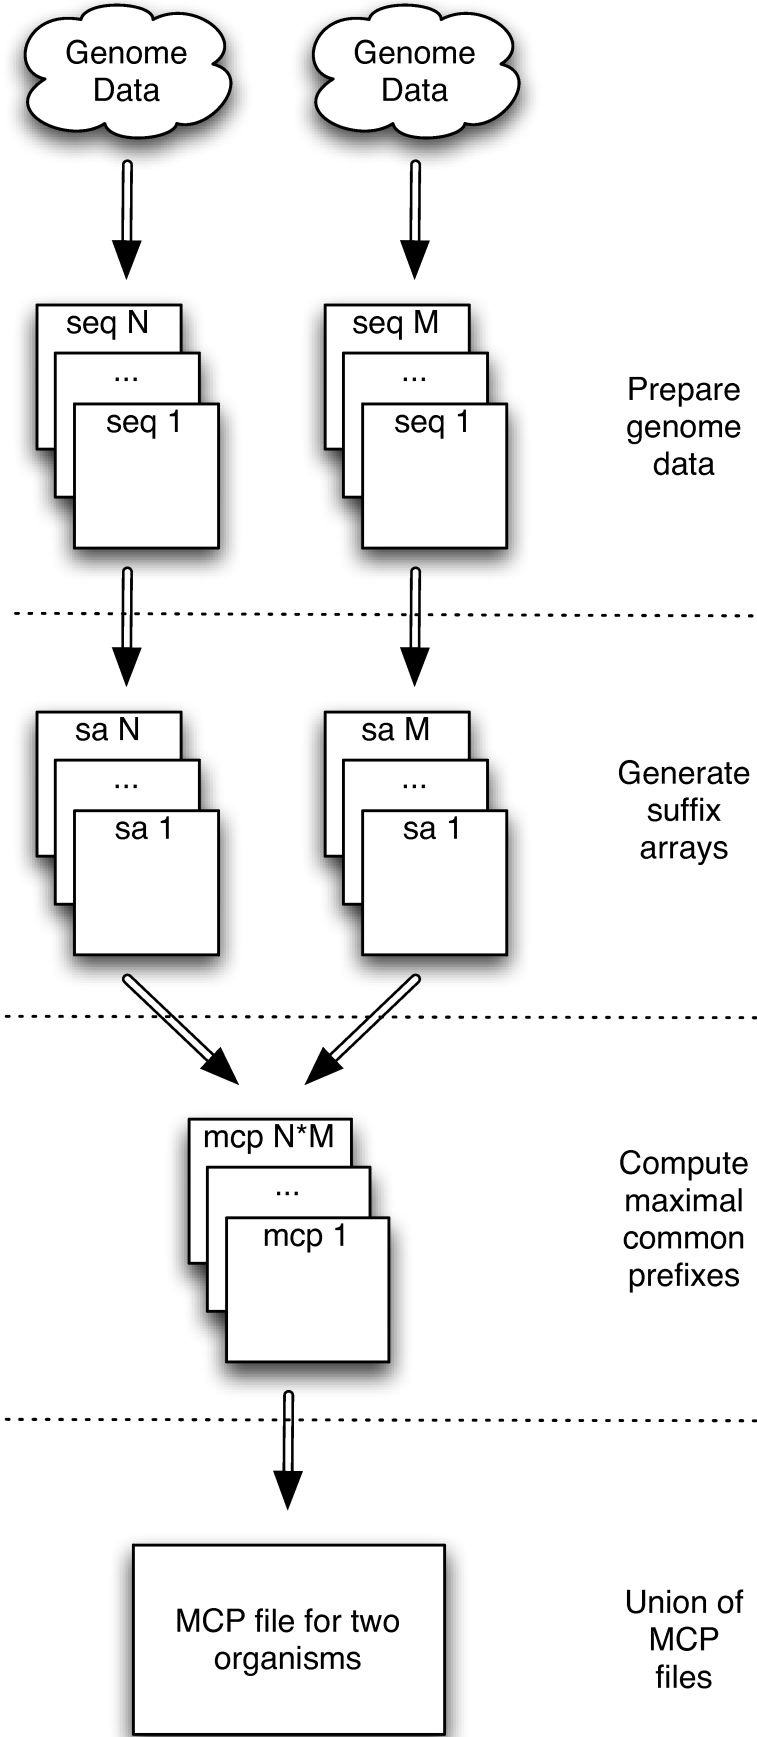 Genome
Data
Genome
Data
seq N
...
seq 1
seq M
...
seq 1
Prepare
genome
data
sa N
...
sa 1
sa M
...
sa 1
Generate
suffix
arrays
mcp N*M
...
mcp 1
Compute
maximal
common
prefixes
MCP file for two
organisms
Union of
MCP
files